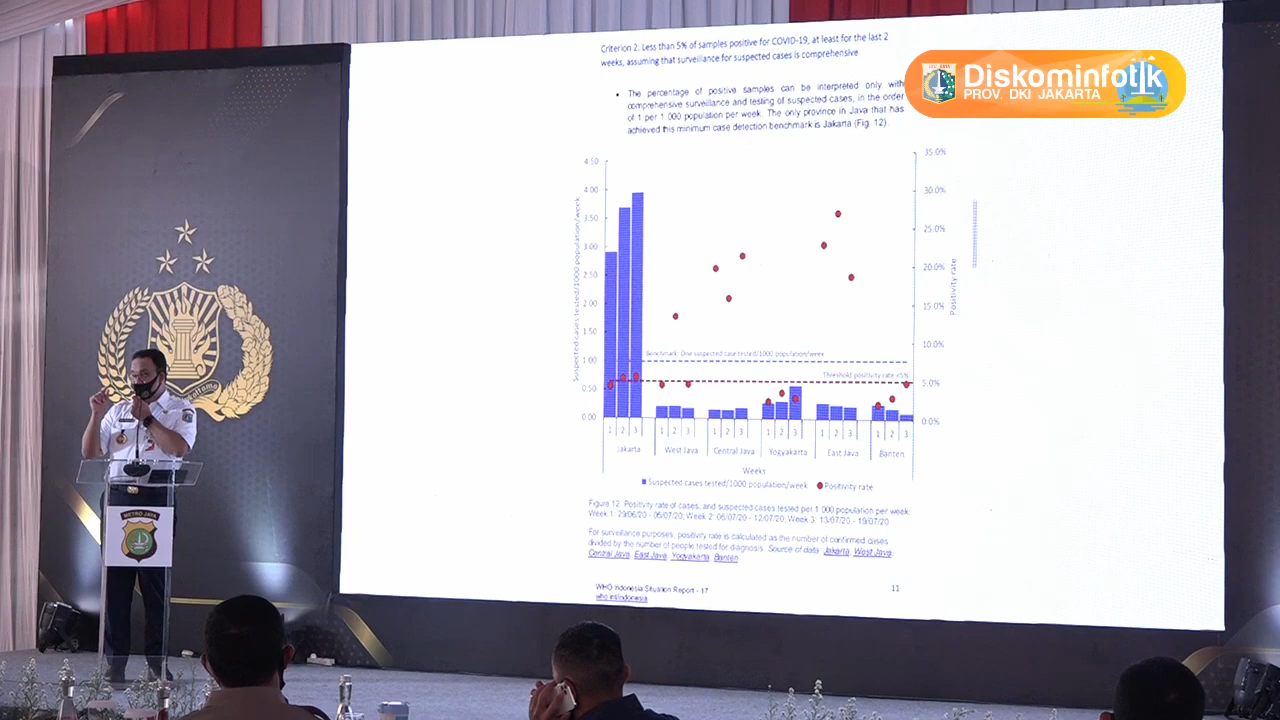 Criterion 2: Less than 5% of samples positive for COVID-19, at least for the last 2
weeks, assuming that surveillance for suspected cases is comprehensive
Diskominfotik
PROV. DKI JAKARTA
• The percentage of positive samples can be interpreted only with
comprehensive surveillance and testing of suspected cases, in the order
of 1 per 1 000 population per week. The only province in Java that has
achieved this minimum case detection benchmark is Jakarta (Fig. 12)
Suspected cases tested/1000 population/week
4.50
4.00
3.50
3.00
2.50
2.00
1.50
1.00
0.50
0.00
35.0%
30.0%
25.0%
20.0%
15.0%
10.0%
5.0%
0.0%
Positivity rate
Benchmark: One suspected case tested/1000 population/week
Threshold positivity rate <5%
1 2 3 1 2 3 1 2 3 1 2 3 1 2 3 1 2 3
Jakarta West Java Central Java Yogyakarta East Java Banten
Weeks
Suspected cases tested/1000 population/week Positivity rate
Figure 12: Positivity rate of cases, and suspected cases tested per 1 000 population per week:
Week 1: 29/06/20 - 05/07/20; Week 2: 06/07/20 - 12/07/20; Week 3: 13/07/20 - 19/07/20
For surveillance purposes, positivity rate is calculated as the number of confirmed cases
divided by the number of people tested for diagnosis. Source of data: Jakarta, West Java,
Central Java, East Java, Yogyakarta, Banten
WHO Indonesia Situation Report - 17
who.int/indonesia
11
METRO JAYA